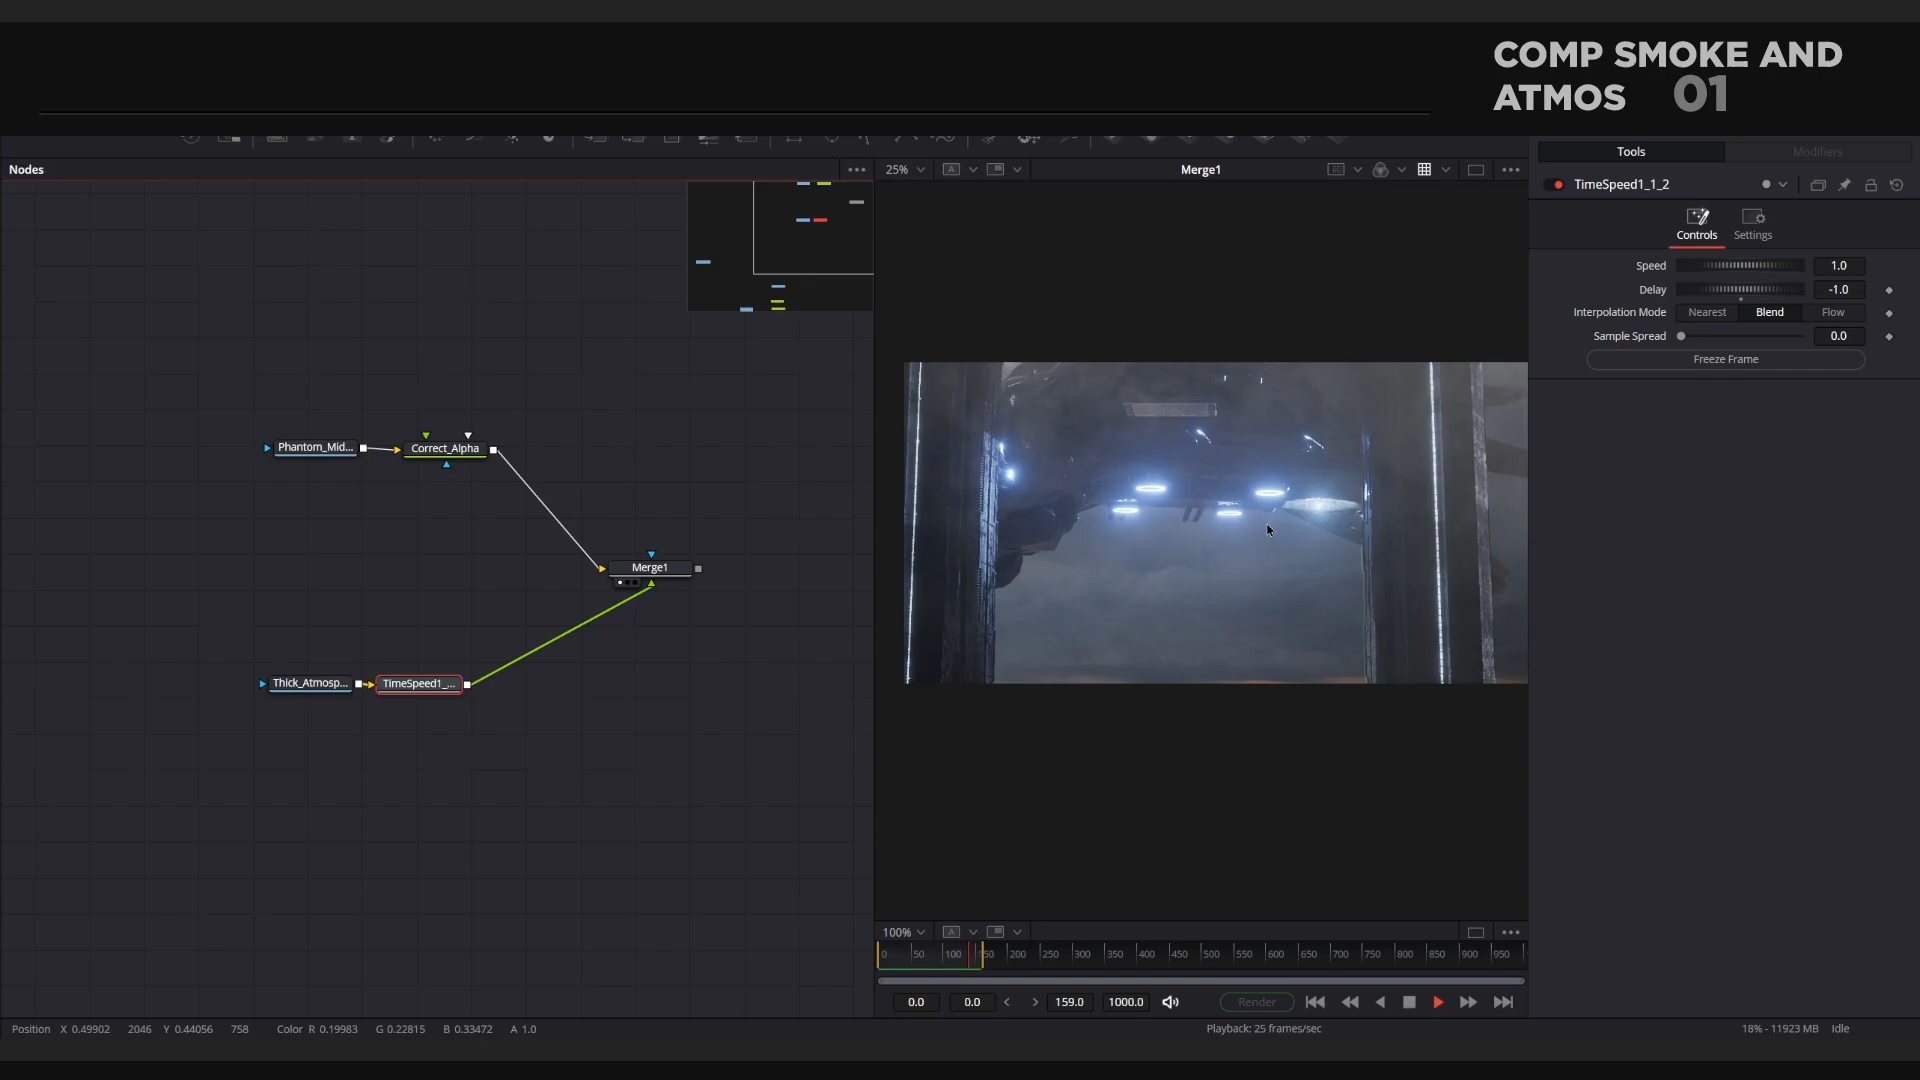 COMP SMOKE AND
ATMOS 01
Nodes
25%
Merge1
Tools
Modifiers
TimeSpeed1_1_2
Controls
Settings
Speed
1.0
Delay
-1.0
Interpolation Mode
Nearest
Blend
Flow
Sample Spread
0.0
Freeze Frame
Phantom_Mid...
Correct_Alpha
Merge1
Thick_Atmosp...
TimeSpeed1_...
100%
0 50 100 150 200 250 300 350 400 450 500 550 600 650 700 750 800 850 900 950
0.0
0.0
159.0
1000.0
Render
Position X 0.49902 2046 Y 0.44056 758 Color R 0.19983 G 0.22815 B 0.33472 A 1.0
Playback: 25 frames/sec
18% - 11923 MB
Idle